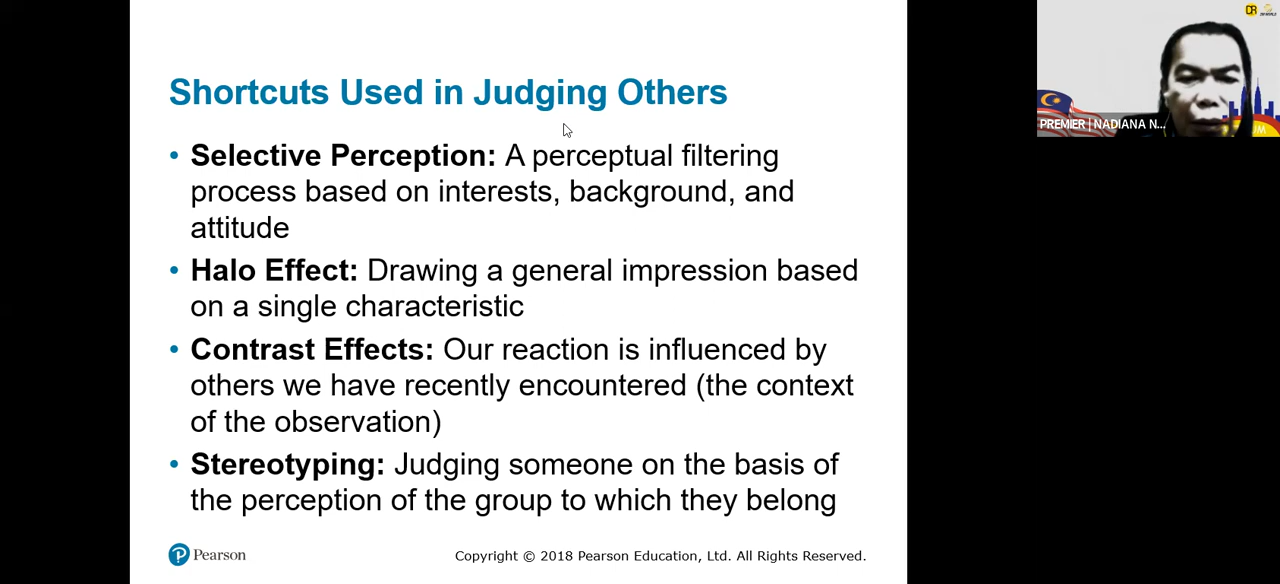 Shortcuts Used in Judging Others
• Selective Perception: A perceptual filtering
process based on interests, background, and
attitude
• Halo Effect: Drawing a general impression based
on a single characteristic
• Contrast Effects: Our reaction is influenced by
others we have recently encountered (the context
of the observation)
• Stereotyping: Judging someone on the basis of
the perception of the group to which they belong
Pearson
Copyright © 2018 Pearson Education, Ltd. All Rights Reserved.
PREMIER | NADIANA N...